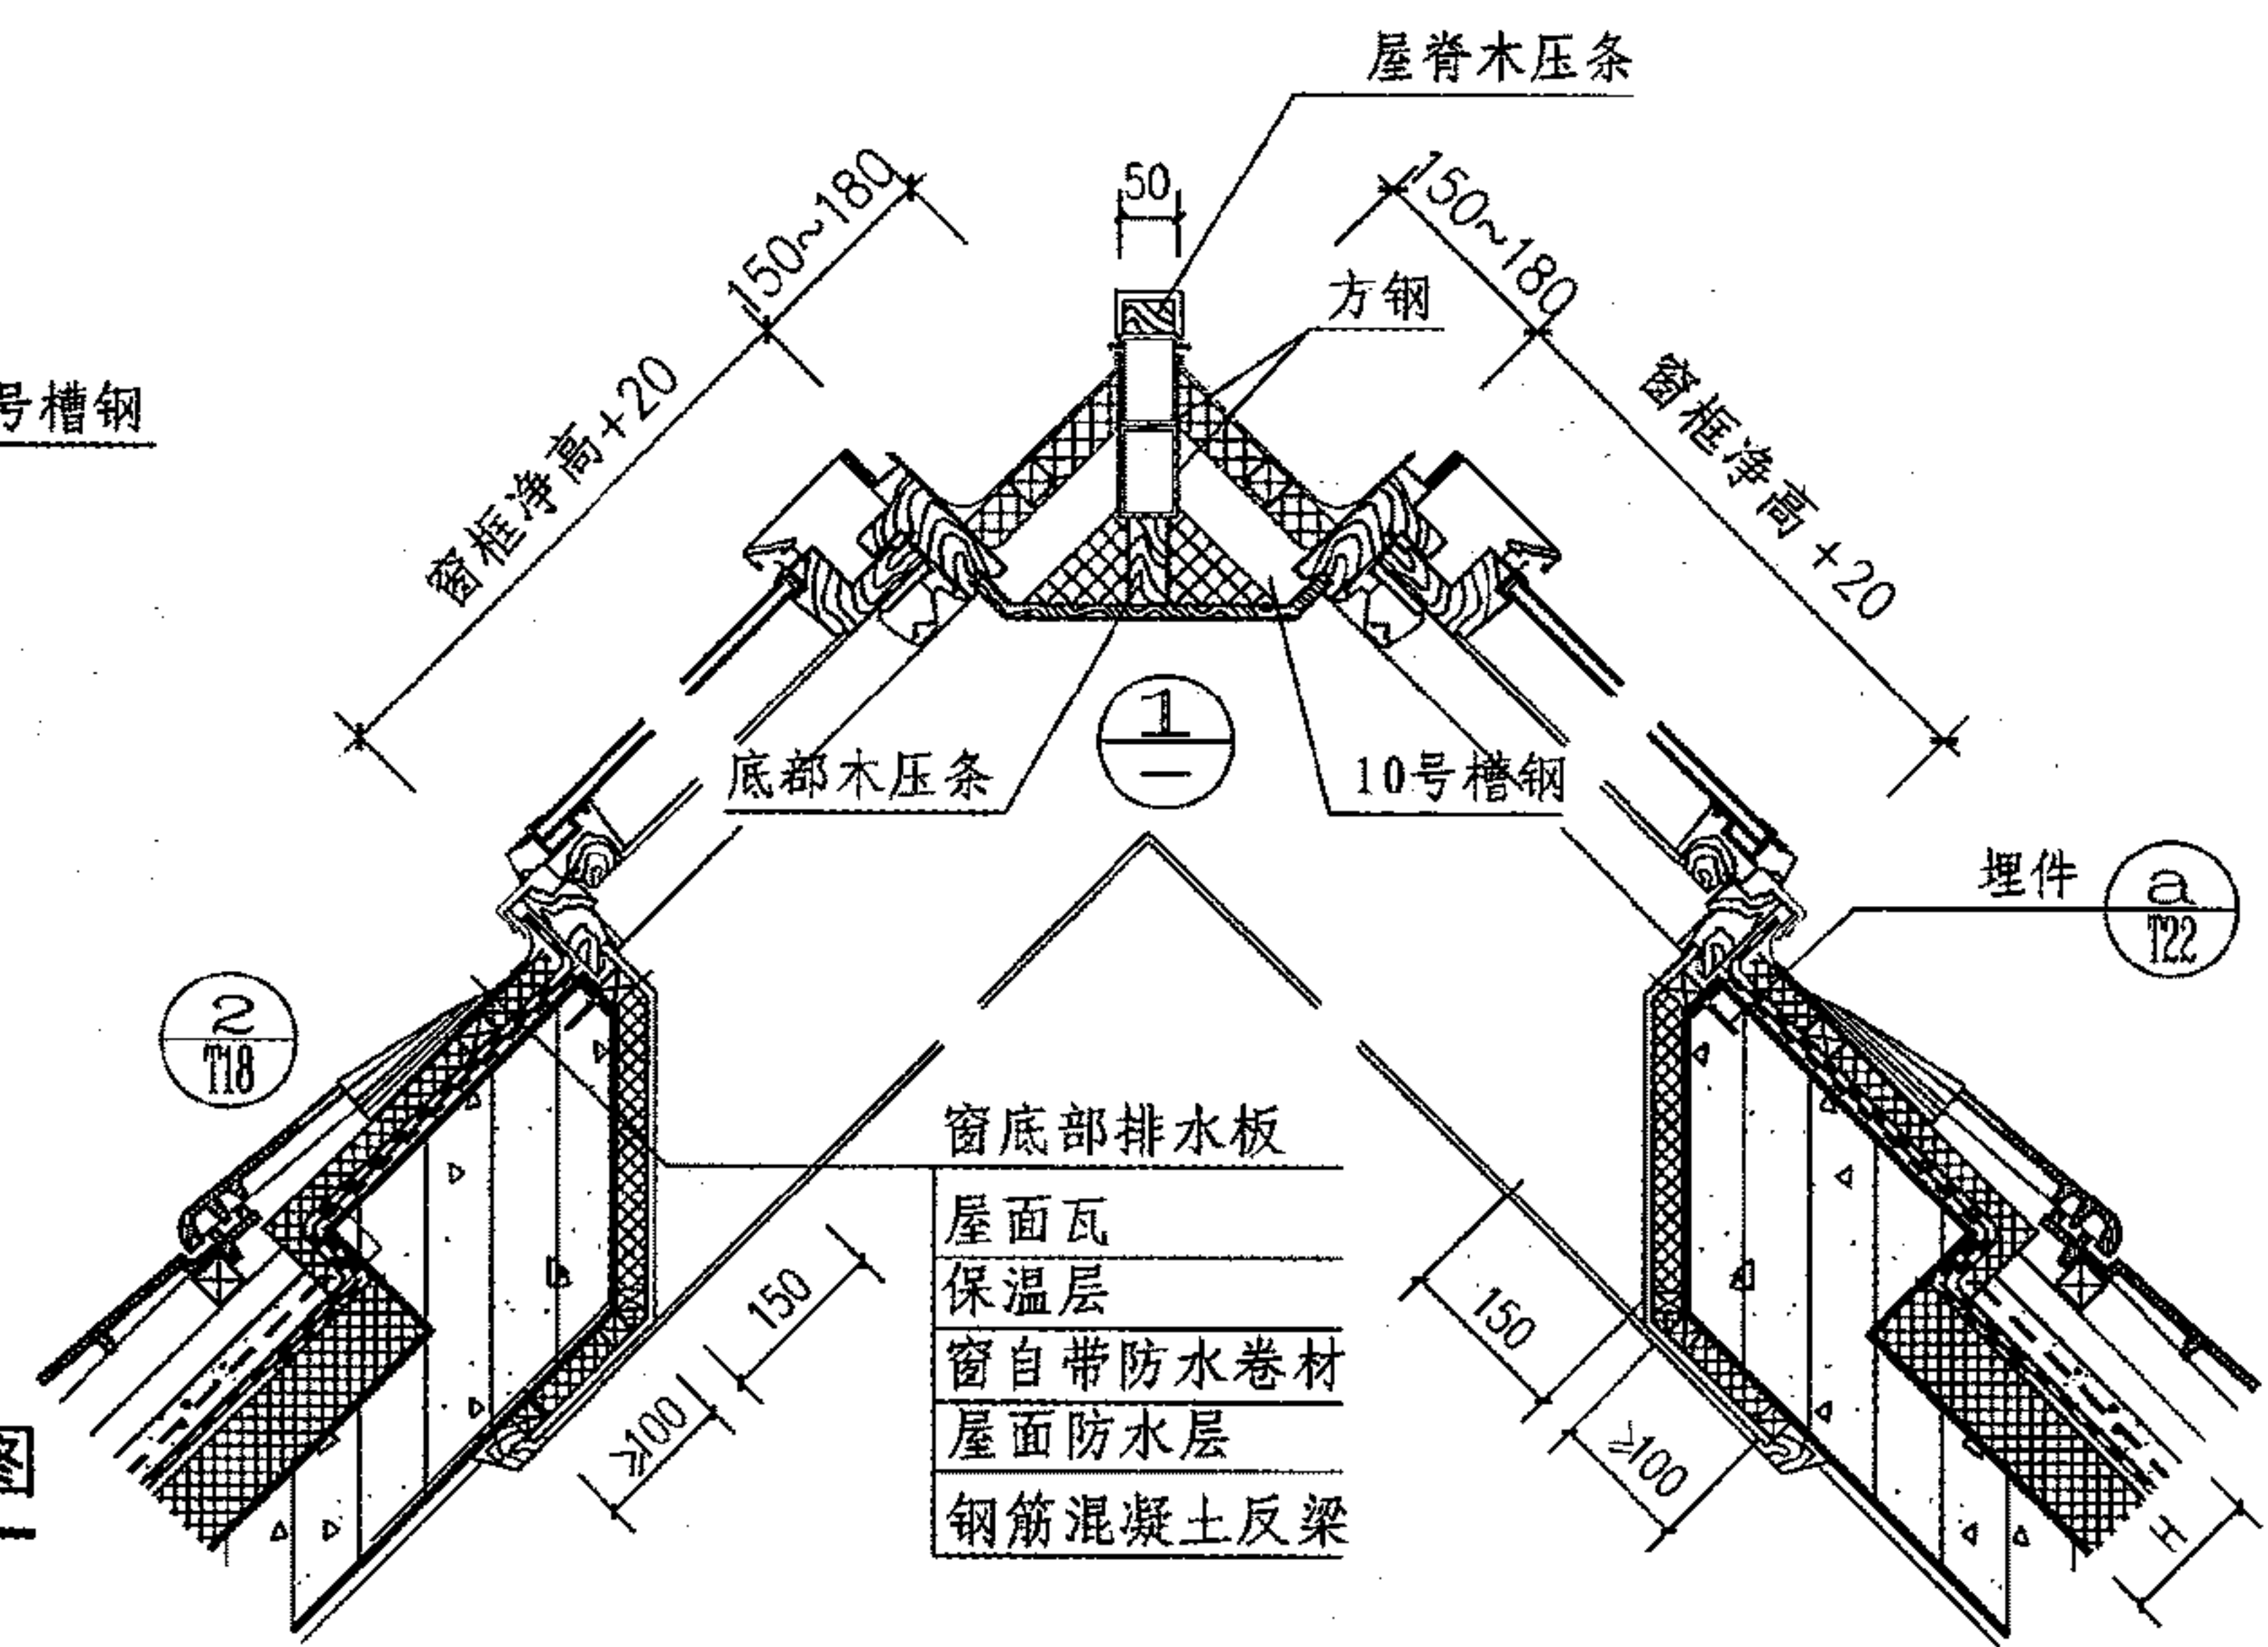 屋脊木压条
150~180
50
150~180
方钢
号槽钢
窗框净高+20
窗框净高+20
1
底部木压条
10号槽钢
埋件
a
T22
2
T18
窗底部排水板
屋面瓦
保温层
窗自带防水卷材
屋面防水层
钢筋混凝土反梁
150
150
≥100
≥100
H